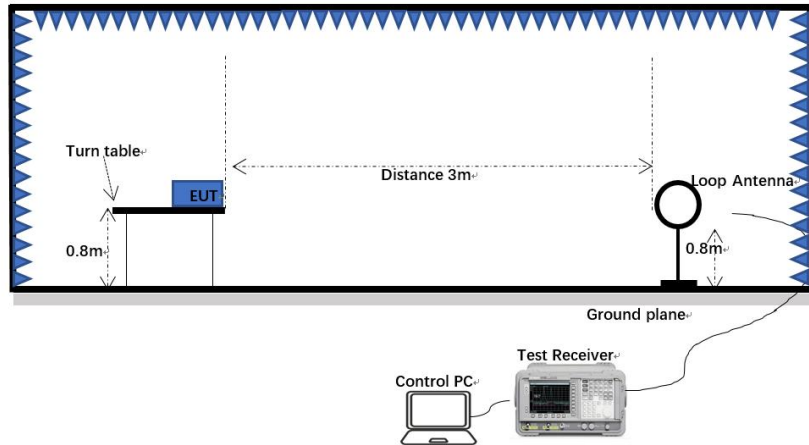 Turn table
EUT
Distance 3m
Loop Antenna
0.8m
0.8m
Ground plane
Test Receiver
Control PC